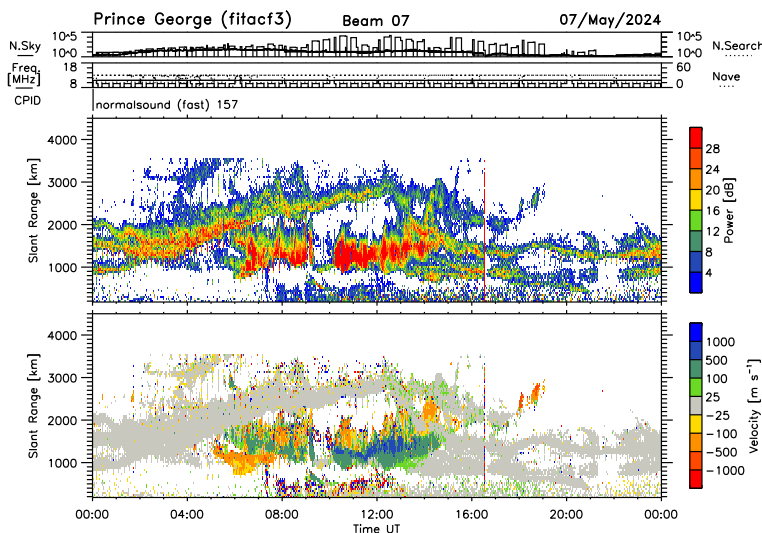 Prince George (fitacf3) Beam 07 07/May/2024
N.Sky 10^5 10^0 10^5 10^0 N.Search
Freq. [MHz] 18 8 60 0 Nave
CPID normalsound (fast) 157
Slant Range [km] 4000 3000 2000 1000
28 24 20 16 12 8 4 Power [dB]
Slant Range [km] 4000 3000 2000 1000
1000 500 100 25 -25 -100 -500 -1000 Velocity [m s⁻¹]
00:00 04:00 08:00 12:00 16:00 20:00 00:00
Time UT